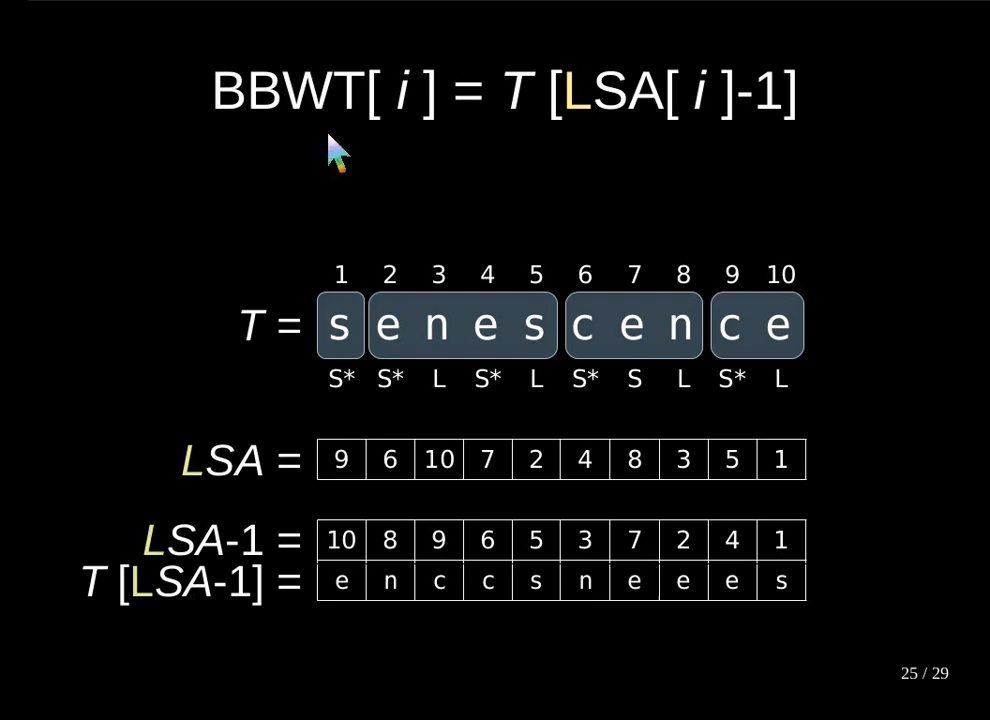 BBWT[ i ] = T [LSA[ i ]-1]
1 2 3 4 5 6 7 8 9 10
T = s e n e s c e n c e
S* S* L S* L S* S L S* L
LSA = 9 6 10 7 2 4 8 3 5 1
LSA-1 = 10 8 9 6 5 3 7 2 4 1
T [LSA-1] = e n c c s n e e e s
25 / 29